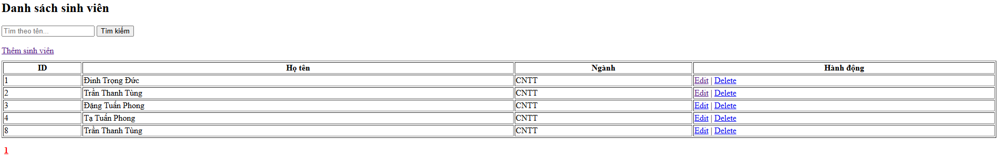 Danh sách sinh viên
Tìm theo tên... Tìm kiếm
Thêm sinh viên
ID Họ tên Ngành Hành động
1 Đinh Trọng Đức CNTT Edit | Delete
2 Trần Thanh Tùng CNTT Edit | Delete
3 Đặng Tuấn Phong CNTT Edit | Delete
4 Tạ Tuấn Phong CNTT Edit | Delete
8 Trần Thanh Tùng CNTT Edit | Delete
1